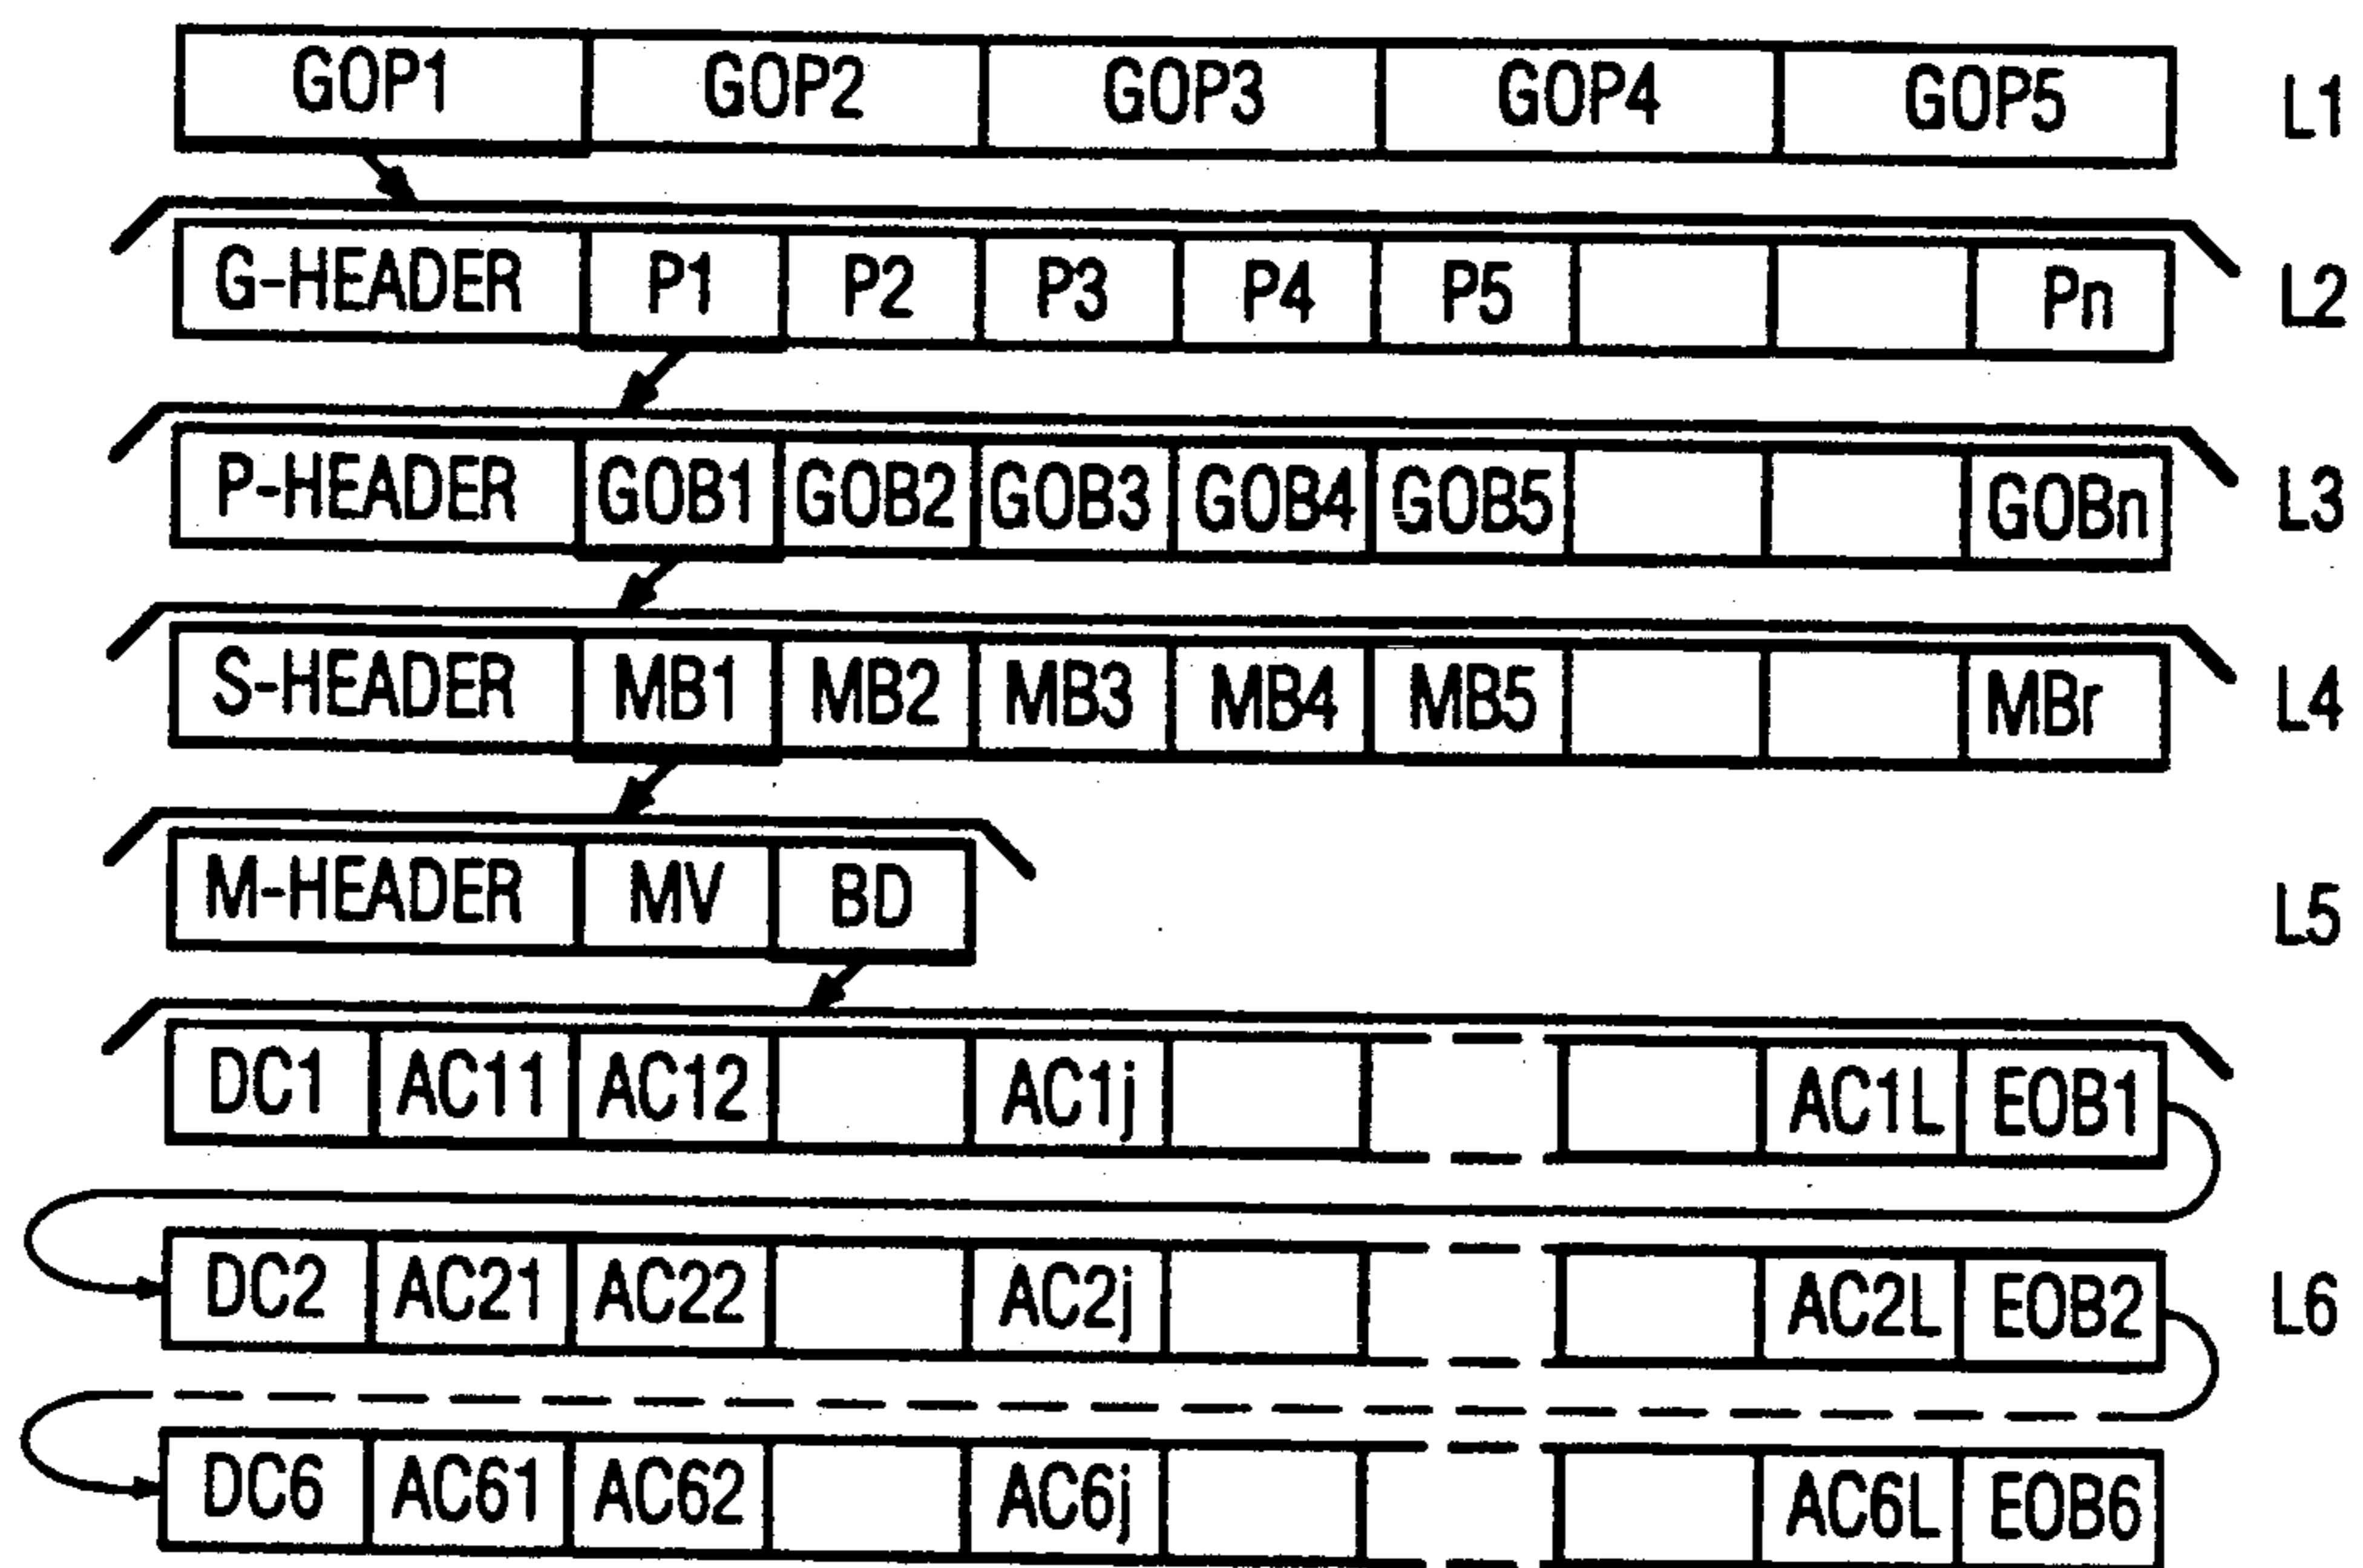 GOP1 GOP2 GOP3 GOP4 GOP5 L1
G-HEADER P1 P2 P3 P4 P5 Pn L2
P-HEADER GOB1 GOB2 GOB3 GOB4 GOB5 GOBn L3
S-HEADER MB1 MB2 MB3 MB4 MB5 MBr L4
M-HEADER MV BD L5
DC1 AC11 AC12 AC1j AC1L EOB1
DC2 AC21 AC22 AC2j AC2L EOB2 L6
DC6 AC61 AC62 AC6j AC6L EOB6